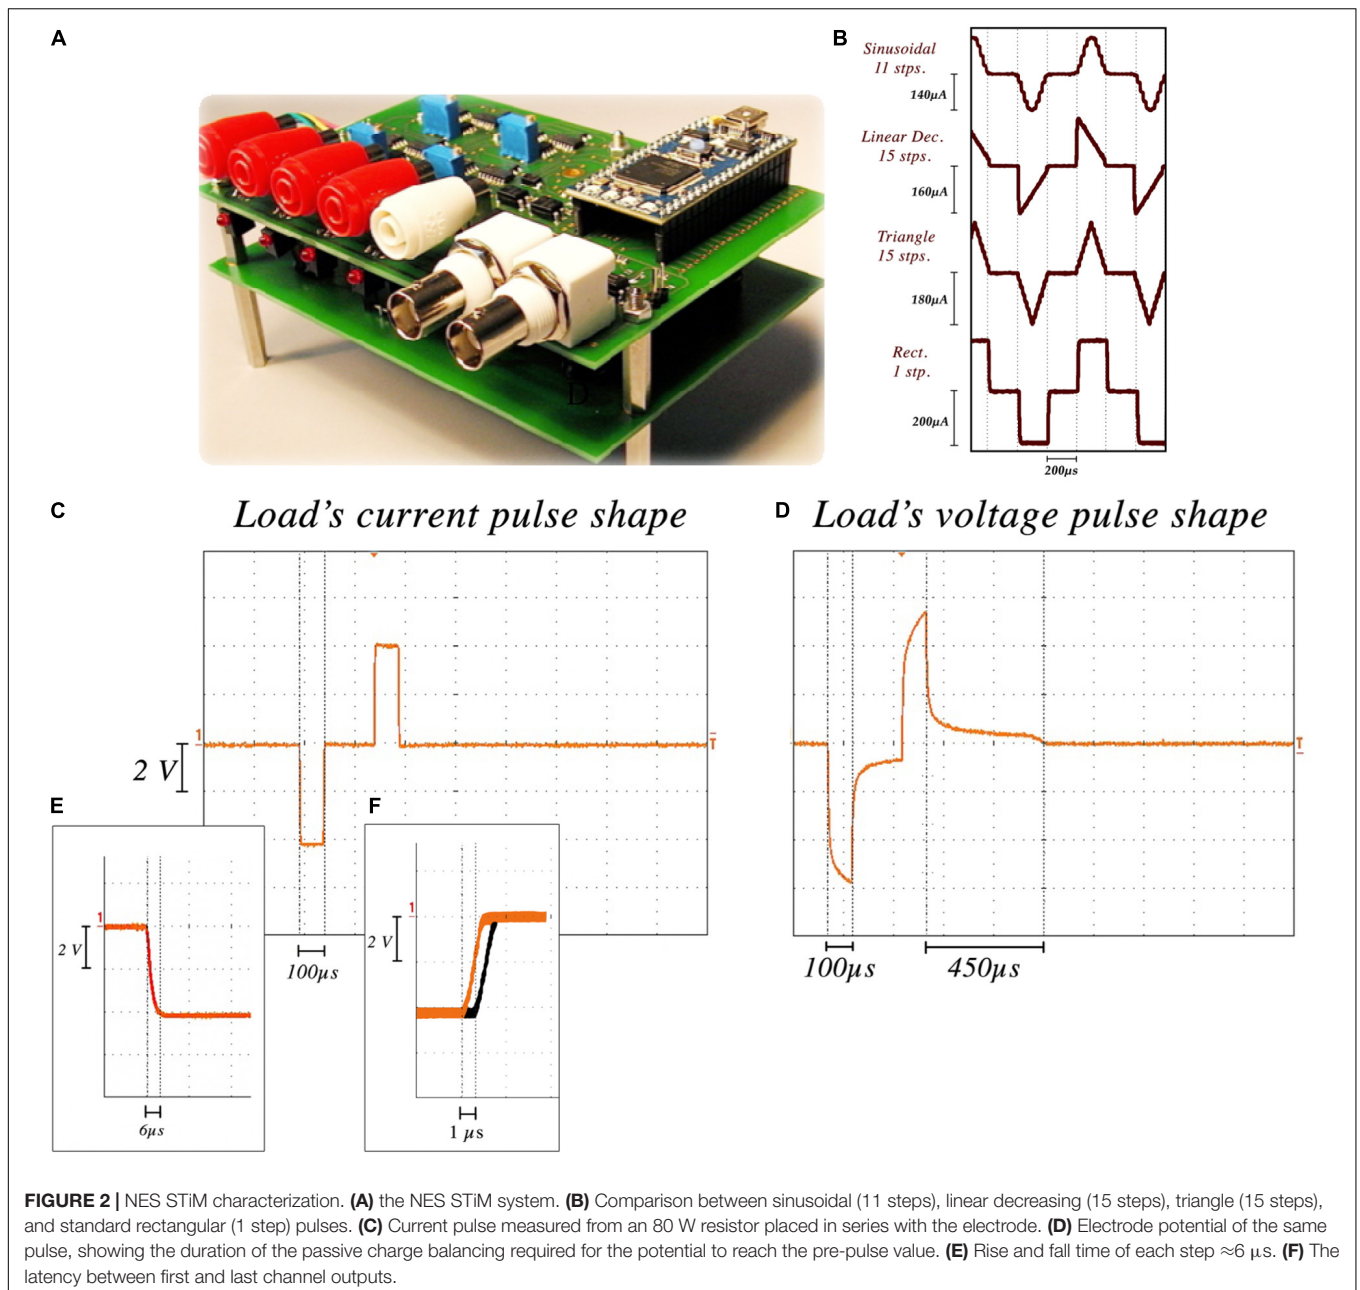 A
B
Sinusoidal
11 stps.
140μA
Linear Dec.
15 stps.
160μA
Triangle
15 stps.
180μA
Rect.
1 stp.
200μA
200μs
D
C
Load's current pulse shape
1
T
2 V
100μs
D
Load's voltage pulse shape
T
100μs
450μs
E
1
2 V
6μs
F
1
2 V
1 μs
FIGURE 2 | NES STiM characterization. (A) the NES STiM system. (B) Comparison between sinusoidal (11 steps), linear decreasing (15 steps), triangle (15 steps),
and standard rectangular (1 step) pulses. (C) Current pulse measured from an 80 W resistor placed in series with the electrode. (D) Electrode potential of the same
pulse, showing the duration of the passive charge balancing required for the potential to reach the pre-pulse value. (E) Rise and fall time of each step ≈6 μs. (F) The
latency between first and last channel outputs.